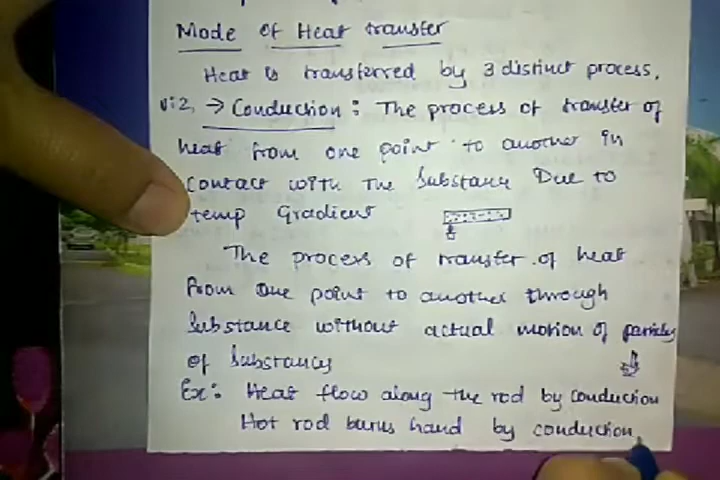 Mode of Heat transfer
Heat is transferred by 3 distinct process.
viz, → Conduction : The process of transfer of
heat from one point to another in
contact with the substance Due to
temp Gradient
The process of transfer of heat
from one point to another through
substance without actual motion of particles
of substances
Ex: Heat flow along the rod by conduction
Hot rod burns hand by conduction